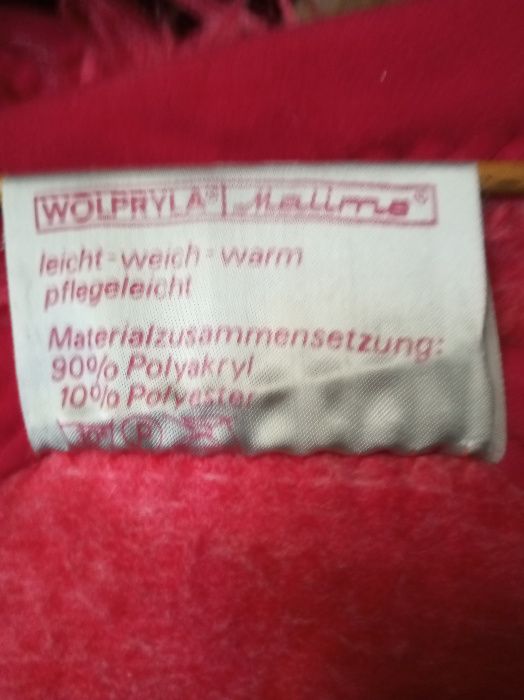 WOLPRYLA® Malimo®
leicht-weich-warm
pflegeleicht
Materialzusammensetzung:
90% Polyakryl
10% Polyester